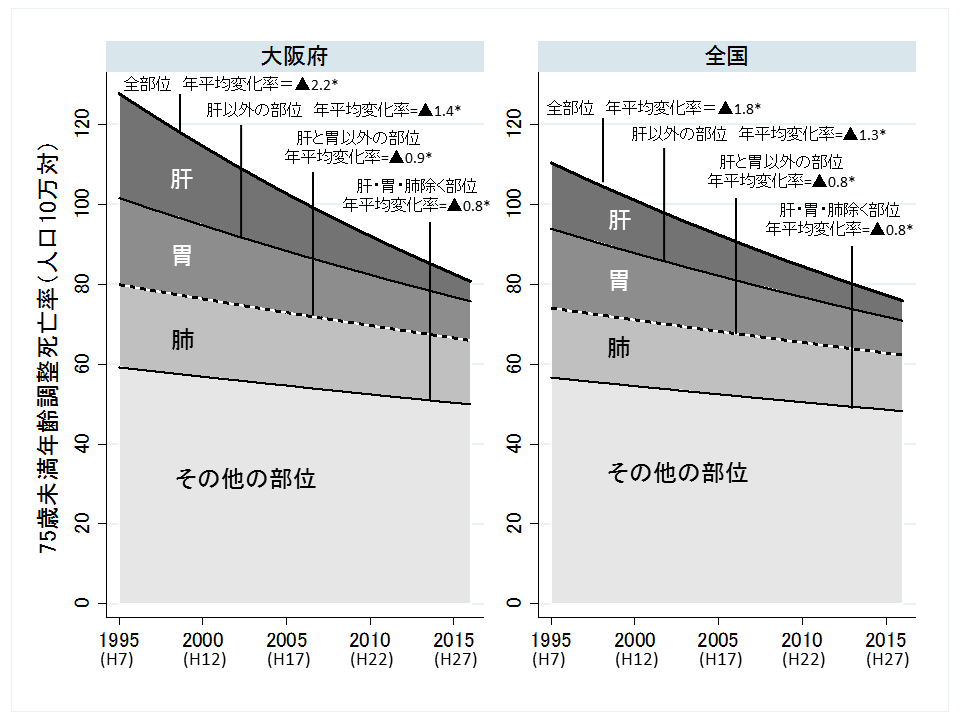 大阪府
全部位 年平均変化率＝▲2.2*
肝以外の部位 年平均変化率=▲1.4*
肝と胃以外の部位
年平均変化率=▲0.9*
肝・胃・肺除く部位
年平均変化率=▲0.8*
肝
胃
肺
その他の部位
全国
全部位 年平均変化率＝▲1.8*
肝以外の部位 年平均変化率=▲1.3*
肝と胃以外の部位
年平均変化率=▲0.8*
肝・胃・肺除く部位
年平均変化率=▲0.8*
肝
胃
肺
その他の部位
75歳未満年齢調整死亡率(人口10万対)
120
100
80
60
40
20
0
120
100
80
60
40
20
0
1995 2000 2005 2010 2015
(H7) (H12) (H17) (H22) (H27)
1995 2000 2005 2010 2015
(H7) (H12) (H17) (H22) (H27)